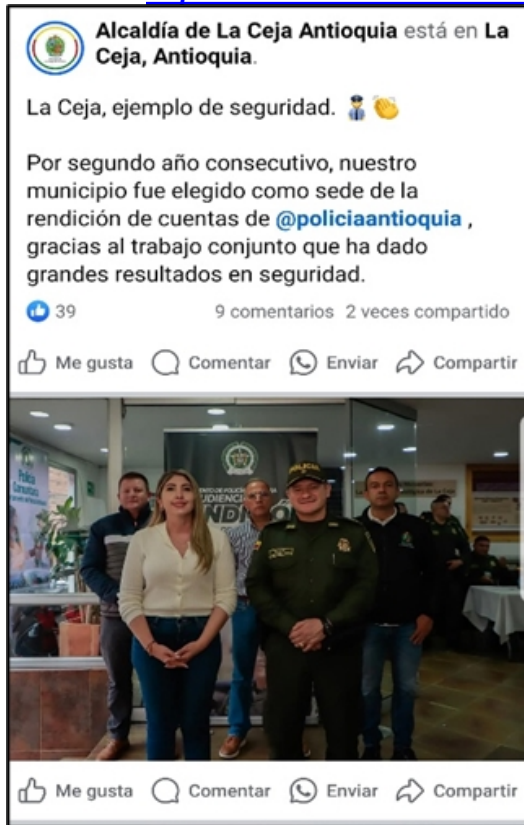 Alcaldía de La Ceja Antioquia está en La
Ceja, Antioquia.
La Ceja, ejemplo de seguridad. 👮👏
Por segundo año consecutivo, nuestro
municipio fue elegido como sede de la
rendición de cuentas de @policiaantioquia ,
gracias al trabajo conjunto que ha dado
grandes resultados en seguridad.
39 9 comentarios 2 veces compartido
Me gusta Comentar Enviar Compartir
Policía
Comunitaria
POLICIA
Me gusta Comentar Enviar Compartir